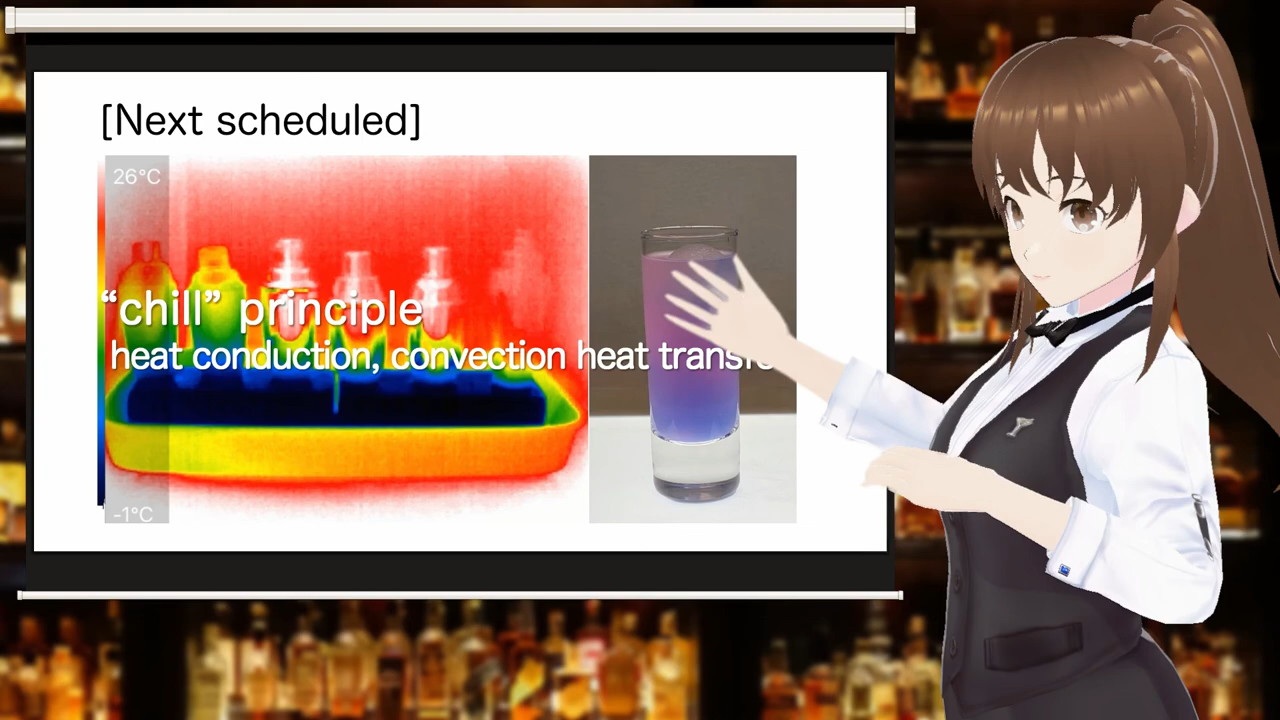 [Next scheduled]
26°C
“chill” principle
heat conduction, convection heat
-1°C